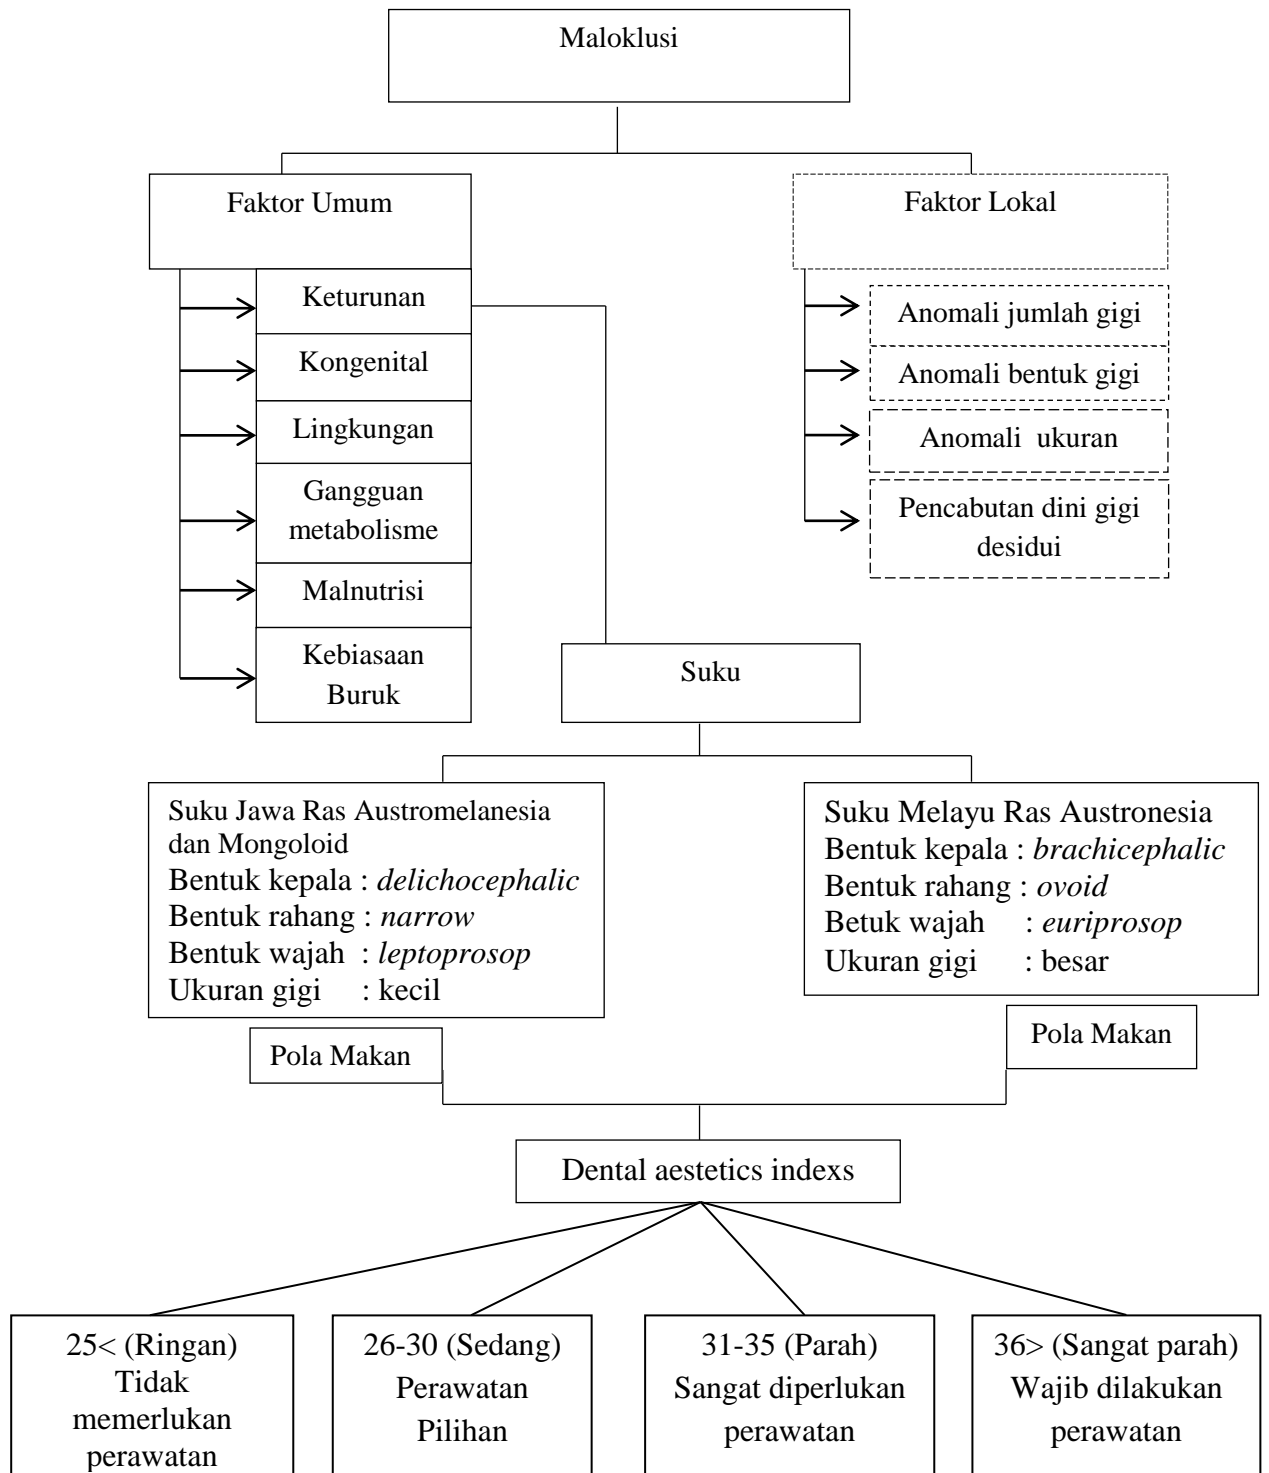 Maloklusi
Faktor Umum
Faktor Lokal
Keturunan
Kongenital
Lingkungan
Gangguan
metabolisme
Malnutrisi
Kebiasaan
Buruk
Anomali jumlah gigi
Anomali bentuk gigi
Anomali ukuran
Pencabutan dini gigi
desidui
Suku
Suku Jawa Ras Austromelanesia
dan Mongoloid
Bentuk kepala : delichocephalic
Bentuk rahang : narrow
Bentuk wajah : leptoprosop
Ukuran gigi : kecil
Suku Melayu Ras Austronesia
Bentuk kepala : brachicephalic
Bentuk rahang : ovoid
Betuk wajah : euriprosop
Ukuran gigi : besar
Pola Makan
Pola Makan
Dental aestetics indexs
25< (Ringan)
Tidak
memerlukan
perawatan
26-30 (Sedang)
Perawatan
Pilihan
31-35 (Parah)
Sangat diperlukan
perawatan
36> (Sangat parah)
Wajib dilakukan
perawatan